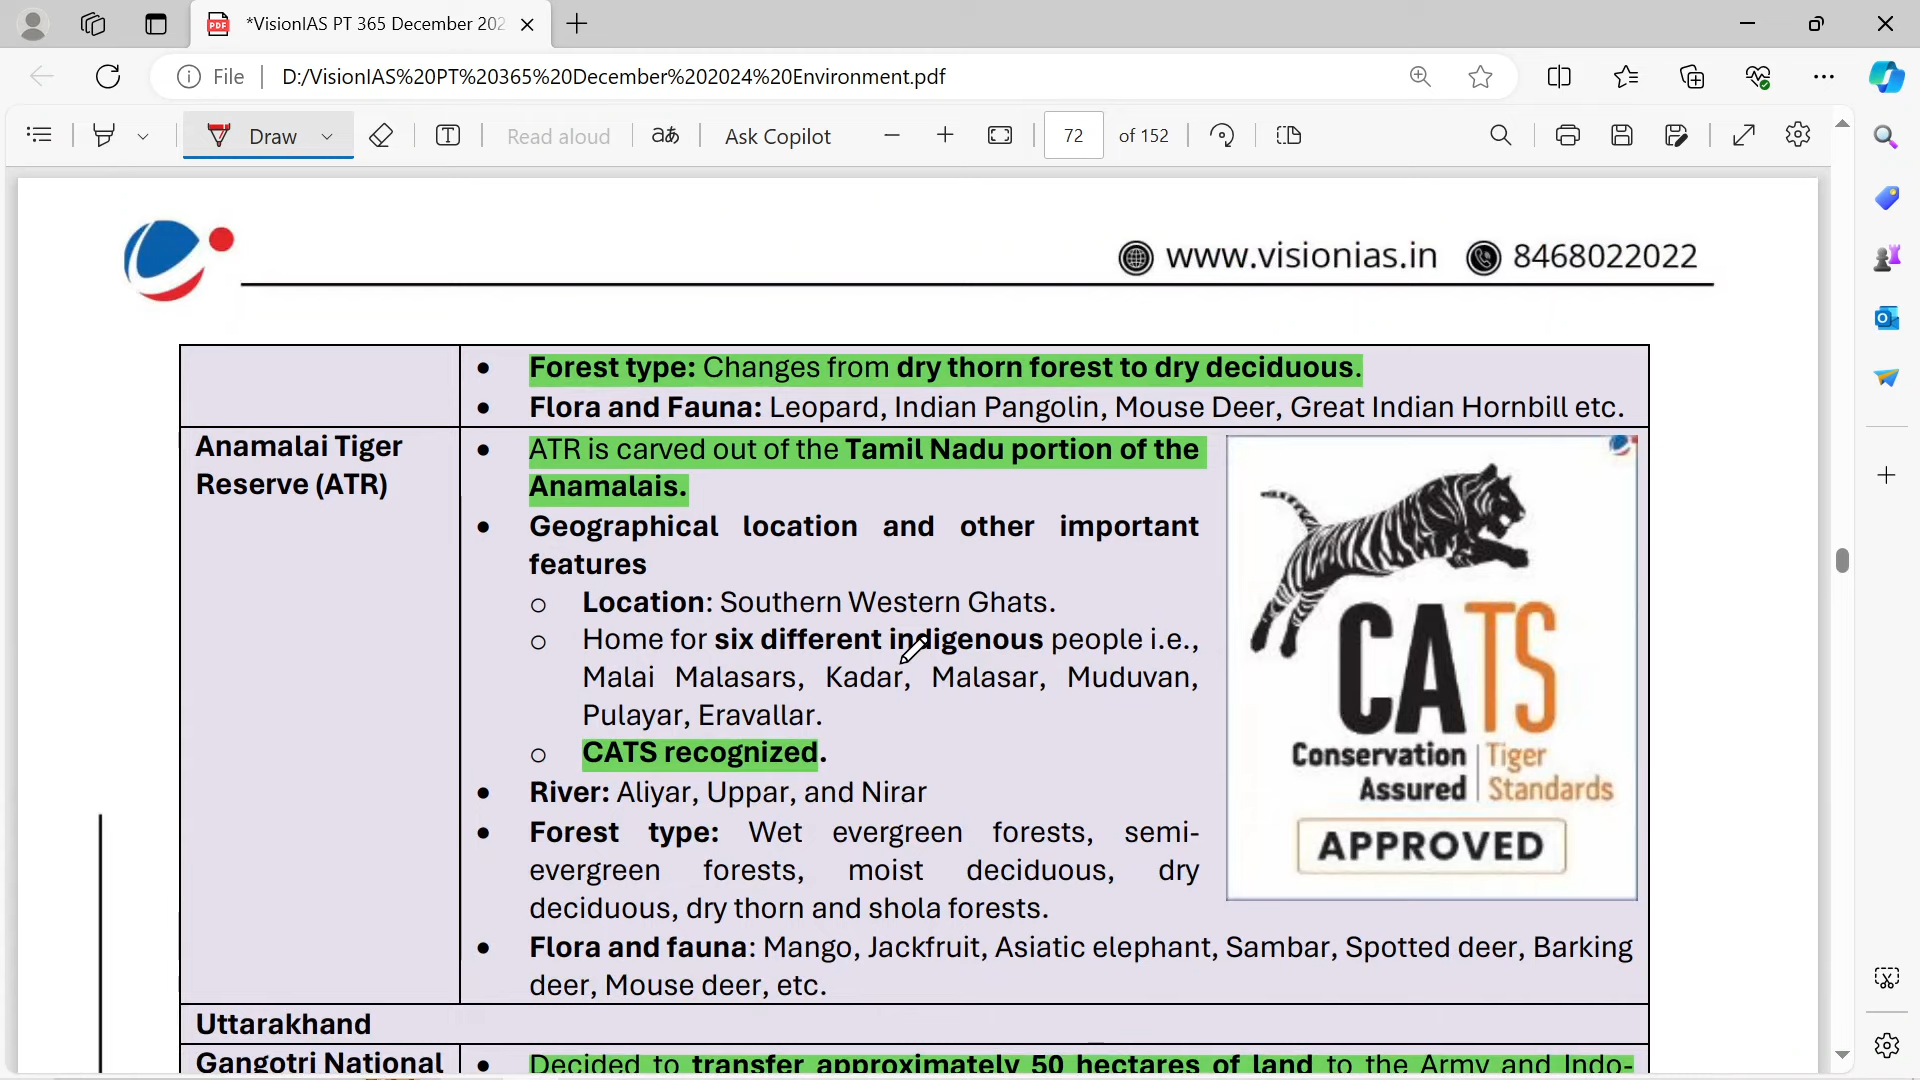 *VisionIAS PT 365 December 202
File
D:/VisionIAS%20PT%20365%20December%202024%20Environment.pdf
Draw
Read aloud
aあ
Ask Copilot
72 of 152
www.visionias.in 8468022022
• Forest type: Changes from dry thorn forest to dry deciduous.
• Flora and Fauna: Leopard, Indian Pangolin, Mouse Deer, Great Indian Hornbill etc.
Anamalai Tiger
Reserve (ATR)
• ATR is carved out of the Tamil Nadu portion of the
Anamalais.
• Geographical location and other important
features
o Location: Southern Western Ghats.
o Home for six different indigenous people i.e.,
Malai Malasars, Kadar, Malasar, Muduvan,
Pulayar, Eravallar.
o CATS recognized.
• River: Aliyar, Uppar, and Nirar
• Forest type: Wet evergreen forests, semi-
evergreen forests, moist deciduous, dry
deciduous, dry thorn and shola forests.
• Flora and fauna: Mango, Jackfruit, Asiatic elephant, Sambar, Spotted deer, Barking
deer, Mouse deer, etc.
CATS
Conservation Tiger
Assured Standards
APPROVED
Uttarakhand
Gangotri National
• Decided to transfer approximately 50 hectares of land to the Army and Indo-